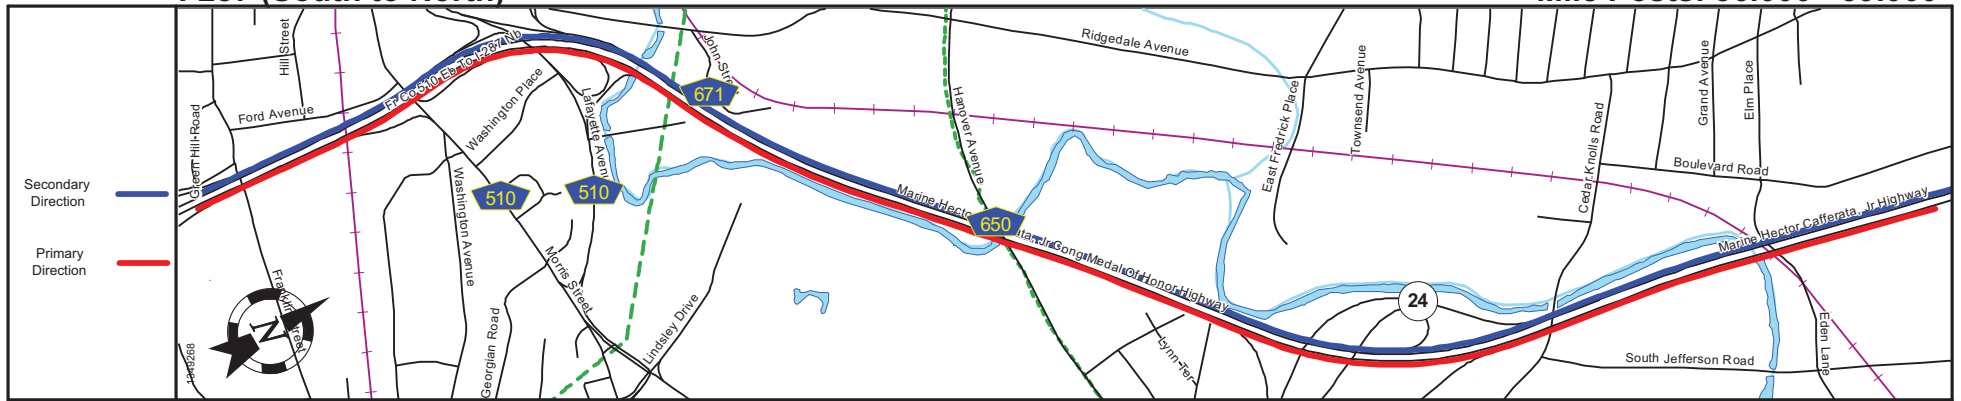 Secondary
Direction
Primary
Direction
Hill Street
Green Hill Road
Ford Avenue
Fr Co 510 Eb To I-287 Nb
Washington Place
Lafayette Avenue
John Street
671
510
510
Washington Avenue
Morris Street
Georgian Road
Lindsley Drive
Franklin Street
N
1349268
Ridgedale Avenue
Hanover Avenue
650
Marine Hector
Jr Cong Medal Of Honor Highway
East Fredrick Place
Townsend Avenue
Cedar Knolls Road
Grand Avenue
Elm Place
Boulevard Road
Marine Hector Cafferata, Jr Highway
24
Lynn Ter
South Jefferson Road
Eden Lane